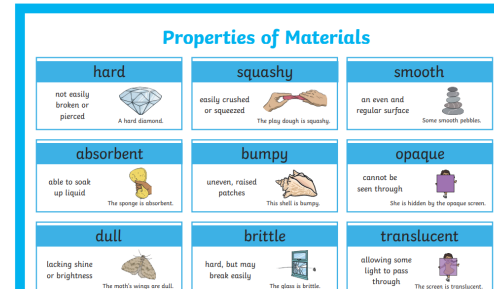 Properties of Materials
hard
not easily
broken or
pierced
A hard diamond.
squashy
easily crushed
or squeezed
The play dough is squashy.
smooth
an even and
regular surface
Some smooth pebbles.
absorbent
able to soak
up liquid
The sponge is absorbent.
bumpy
uneven, raised
patches
This shell is bumpy.
opaque
cannot be
seen through
She is hidden by the opaque screen.
dull
lacking shine
or brightness
The moth's wings are dull.
brittle
hard, but may
break easily
The glass is brittle.
translucent
allowing some
light to pass
through
The screen is translucent.